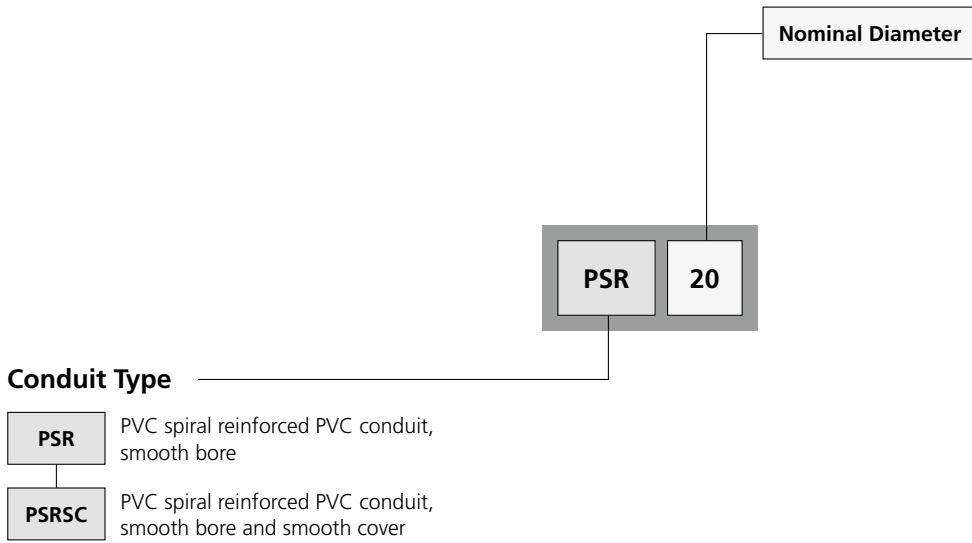 Nominal Diameter
PSR
20
Conduit Type
PSR
PVC spiral reinforced PVC conduit,
smooth bore
PSRSC
PVC spiral reinforced PVC conduit,
smooth bore and smooth cover